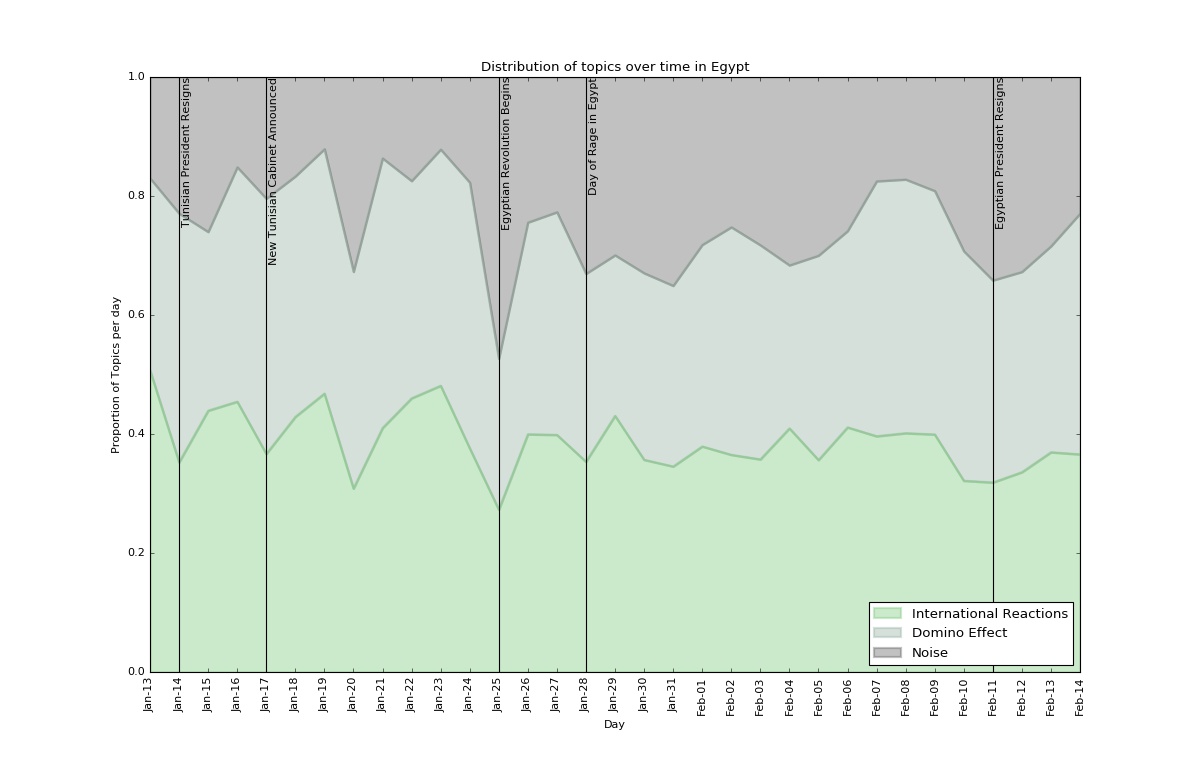 Distribution of topics over time in Egypt
Proportion of Topics per day
1.0
0.8
0.6
0.4
0.2
0.0
Tunisian President Resigns
New Tunisian Cabinet Announced
Egyptian Revolution Begins
Day of Rage in Egypt
Egyptian President Resigns
International Reactions
Domino Effect
Noise
Jan-13
Jan-14
Jan-15
Jan-16
Jan-17
Jan-18
Jan-19
Jan-20
Jan-21
Jan-22
Jan-23
Jan-24
Jan-25
Jan-26
Jan-27
Jan-28
Jan-29
Jan-30
Jan-31
Feb-01
Feb-02
Feb-03
Feb-04
Feb-05
Feb-06
Feb-07
Feb-08
Feb-09
Feb-10
Feb-11
Feb-12
Feb-13
Feb-14
Day